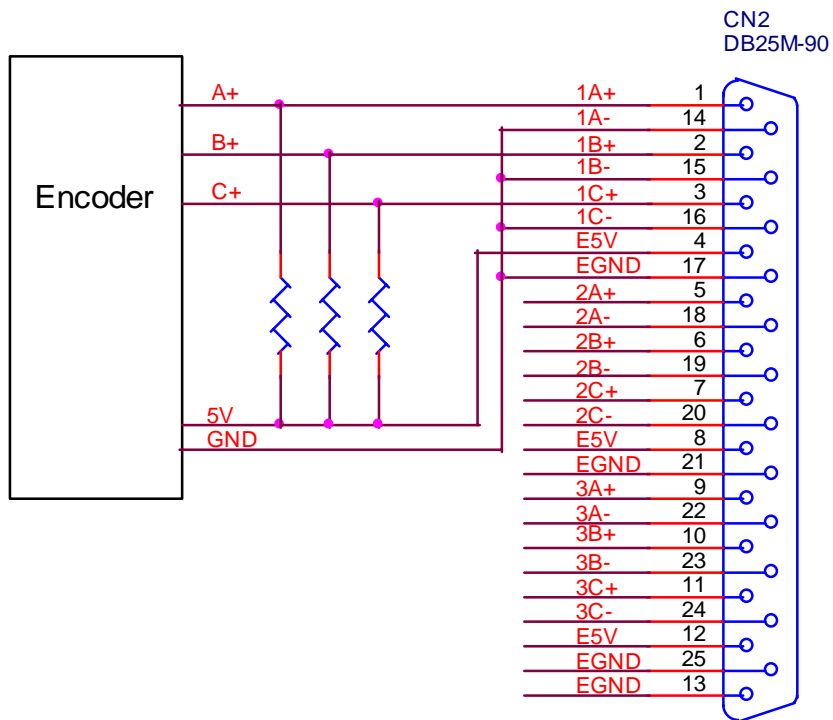 CN2
DB25M-90
A+ 1A+ 1
1A- 14
B+ 1B+ 2
1B- 15
Encoder C+ 1C+ 3
1C- 16
E5V 4
EGND 17
2A+ 5
2A- 18
2B+ 6
2B- 19
2C+ 7
5V 2C- 20
GND E5V 8
EGND 21
3A+ 9
3A- 22
3B+ 10
3B- 23
3C+ 11
3C- 24
E5V 12
EGND 25
EGND 13